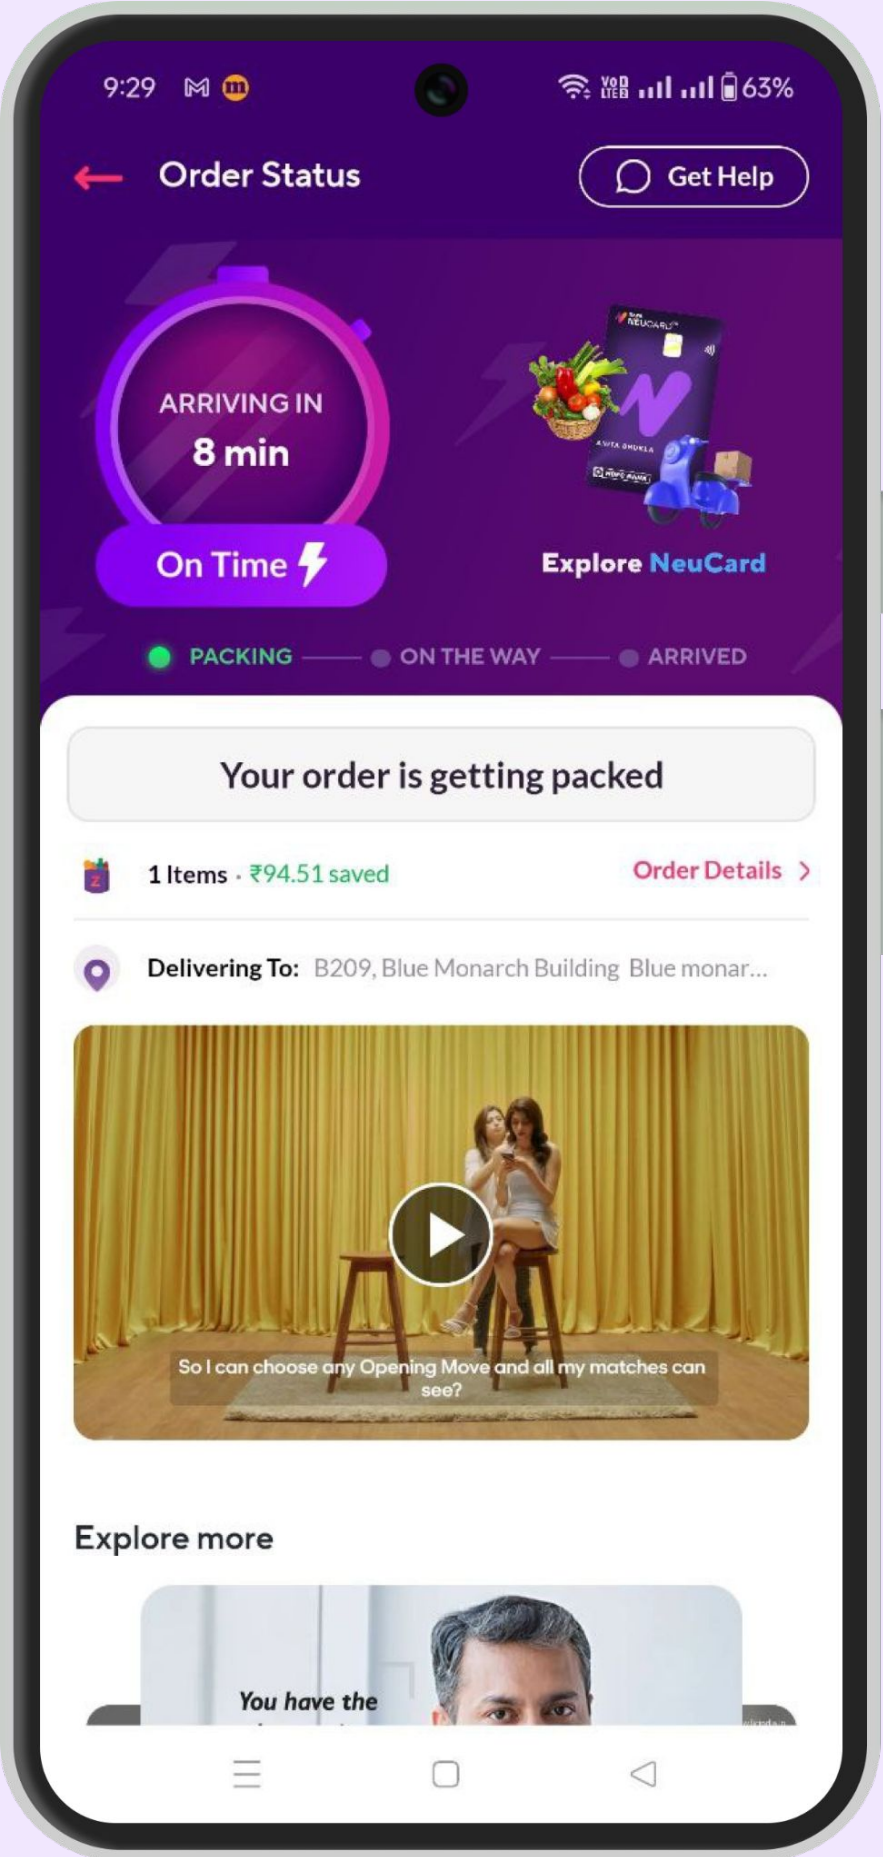 9:29
VoD
LTE2
63%
Order Status
Get Help
NEUCARD
ARRIVING IN
8 min
On Time
Explore NeuCard
PACKING
ON THE WAY
ARRIVED
Your order is getting packed
1 Items · ₹94.51 saved
Order Details
Delivering To: B209, Blue Monarch Building Blue monar...
So I can choose any Opening Move and all my matches can
see?
Explore more
You have the